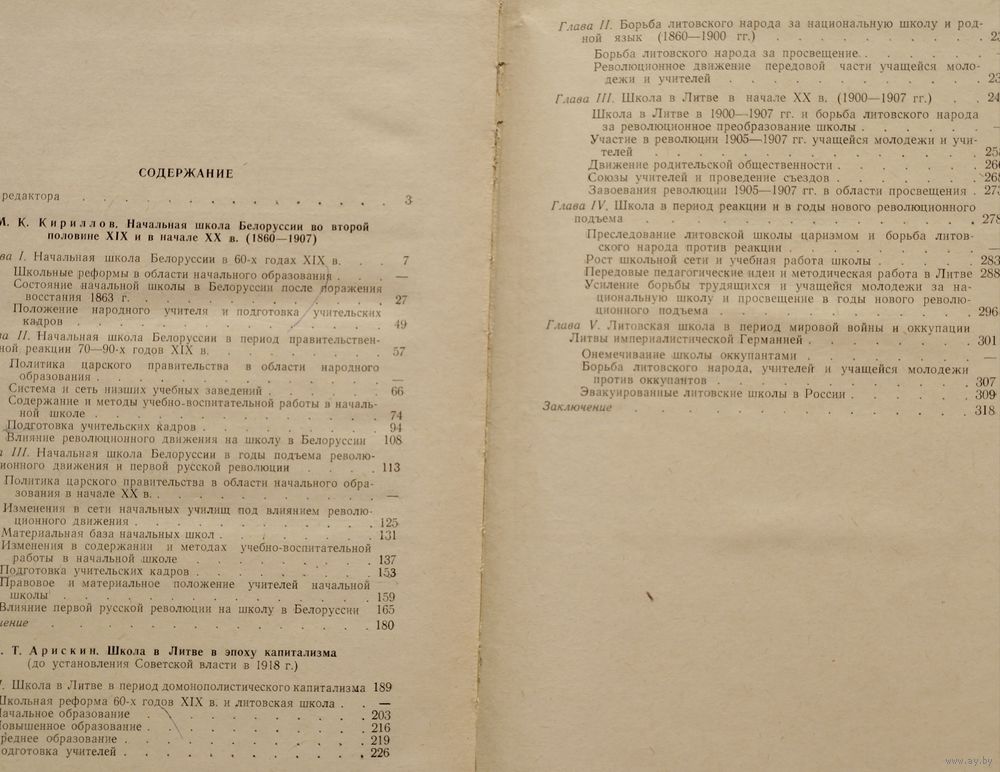 СОДЕРЖАНИЕ
редактора . . . . . . . . . . . . 3
М. К. Кириллов. Начальная школа Белоруссии во второй
половине XIX и в начале XX в. (1860—1907)
ва I. Начальная школа Белоруссии в 60-х годах XIX в. . . 7
Школьные реформы в области начального образования . . . —
Состояние начальной школы в Белоруссии после поражения
восстания 1863 г. . . . . . . . . . . . 27
Положение народного учителя и подготовка учительских
кадров . . . . . . . . . . . . . 49
ва II. Начальная школа Белоруссии в период правительствен-
ной реакции 70—90-х годов XIX в. . . . . . . . 57
Политика царского правительства в области народного
образования . . . . . . . . . . . . —
Система и сеть низших учебных заведений . . . . . . 66
Содержание и методы учебно-воспитательной работы в началь-
ной школе . . . . . . . . . . . . 74
Подготовка учительских кадров . . . . . . . . 94
Влияние революционного движения на школу в Белоруссии 108
а III. Начальная школа Белоруссии в годы подъема револю-
ионного движения и первой русской революции . . . . 113
Политика царского правительства в области начального обра-
зования в начале XX в. . . . . . . . . . —
Изменения в сети начальных училищ под влиянием револю-
ционного движения . . . . . . . . . . 125
Материальная база начальных школ . . . . . . . 131
Изменения в содержании и методах учебно-воспитательной
работы в начальной школе . . . . . . . . 137
Подготовка учительских кадров . . . . . . . . 153
Правовое и материальное положение учителей начальной
школы . . . . . . . . . . . . . 159
Влияние первой русской революции на школу в Белоруссии 165
чение . . . . . . . . . . . . . 180
. Т. Арискин. Школа в Литве в эпоху капитализма
(до установления Советской власти в 1918 г.)
I. Школа в Литве в период домонополистического капитализма 189
Школьная реформа 60-х годов XIX в. и литовская школа . . —
Начальное образование . . . . . . . . . . 203
Повышенное образование . . . . . . . . . . 216
реднее образование . . . . . . . . . . 219
одготовка учителей . . . . . . . . . . 226
Глава II. Борьба литовского народа за национальную школу и род-
ной язык (1860—1900 гг.) . . . . . . . . . 23
Борьба литовского народа за просвещение . . . . . .
Революционное движение передовой части учащейся моло-
дежи и учителей . . . . . . . . . . . 23
Глава III. Школа в Литве в начале XX в. (1900—1907 гг.) . . 24
Школа в Литве в 1900—1907 гг. и борьба литовского народа
за революционное преобразование школы . . . . . . —
Участие в революции 1905—1907 гг. учащейся молодежи и учи-
телей . . . . . . . . . . . . . 25
Движение родительской общественности . . . . . . 26
Союзы учителей и проведение съездов . . . . . . 268
Завоевания революции 1905—1907 гг. в области просвещения . 273
Глава IV. Школа в период реакции и в годы нового революционного
подъема . . . . . . . . . . . . . 278
Преследование литовской школы царизмом и борьба литов-
ского народа против реакции . . . . . . . . —
Рост школьной сети и учебная работа школы . . . . . 283
Передовые педагогические идеи и методическая работа в Литве 288
Усиление борьбы трудящихся и учащейся молодежи за на-
циональную школу и просвещение в годы нового револю-
ционного подъема . . . . . . . . . . 296
Глава V. Литовская школа в период мировой войны и оккупации
Литвы империалистической Германией . . . . . . . 301
Онемечивание школы оккупантами . . . . . . . —
Борьба литовского народа, учителей и учащейся молодежи
против оккупантов . . . . . . . . . . 307
Эвакуированные литовские школы в России . . . . . 309
Заключение . . . . . . . . . . . . 318
www.ay.by